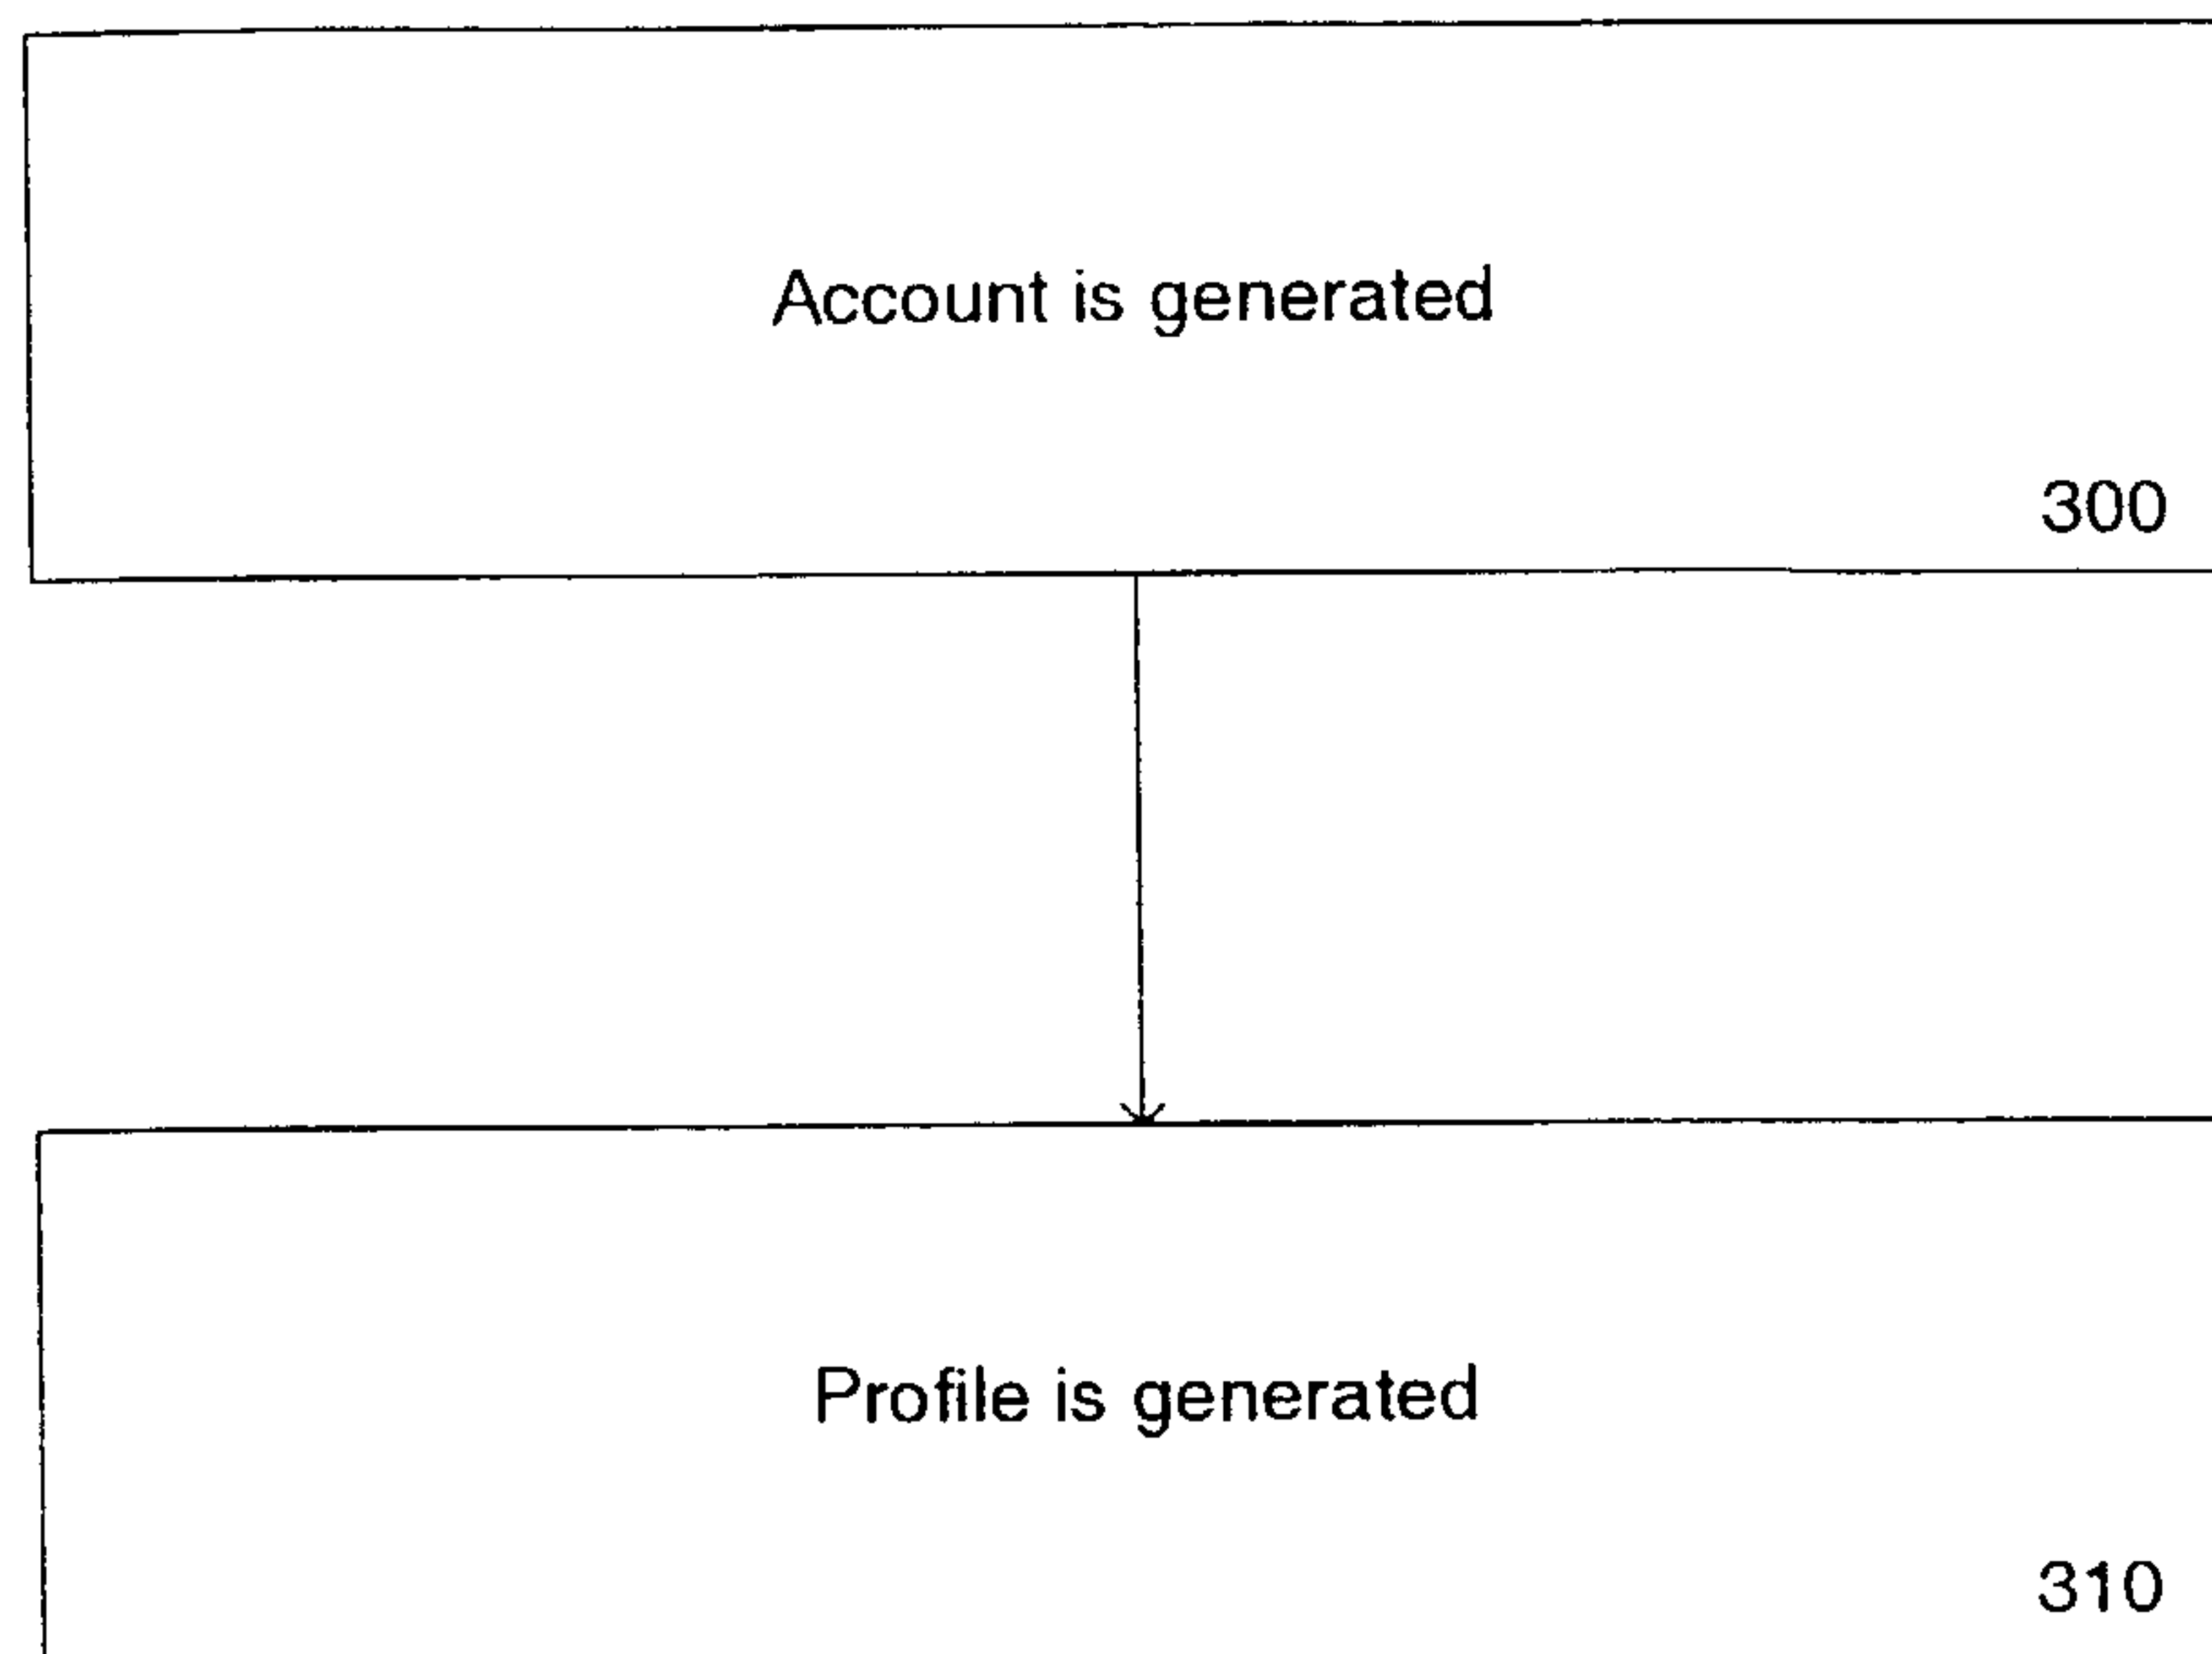 Account is generated
300
Profile is generated
310